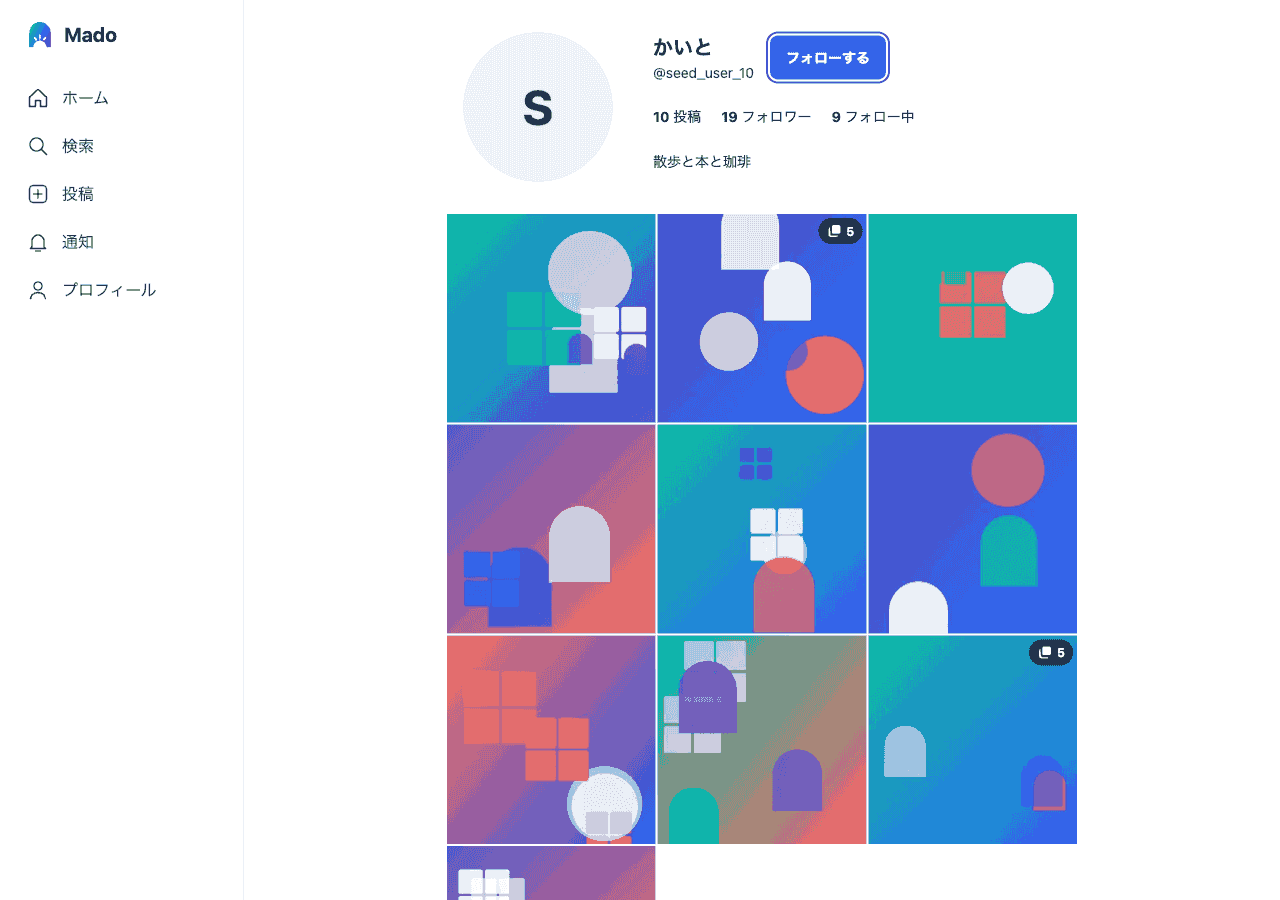 Mado
ホーム
検索
投稿
通知
プロフィール
S
かいと
@seed_user_10
フォローする
10 投稿 19 フォロワー 9 フォロー中
散歩と本と珈琲
5
5